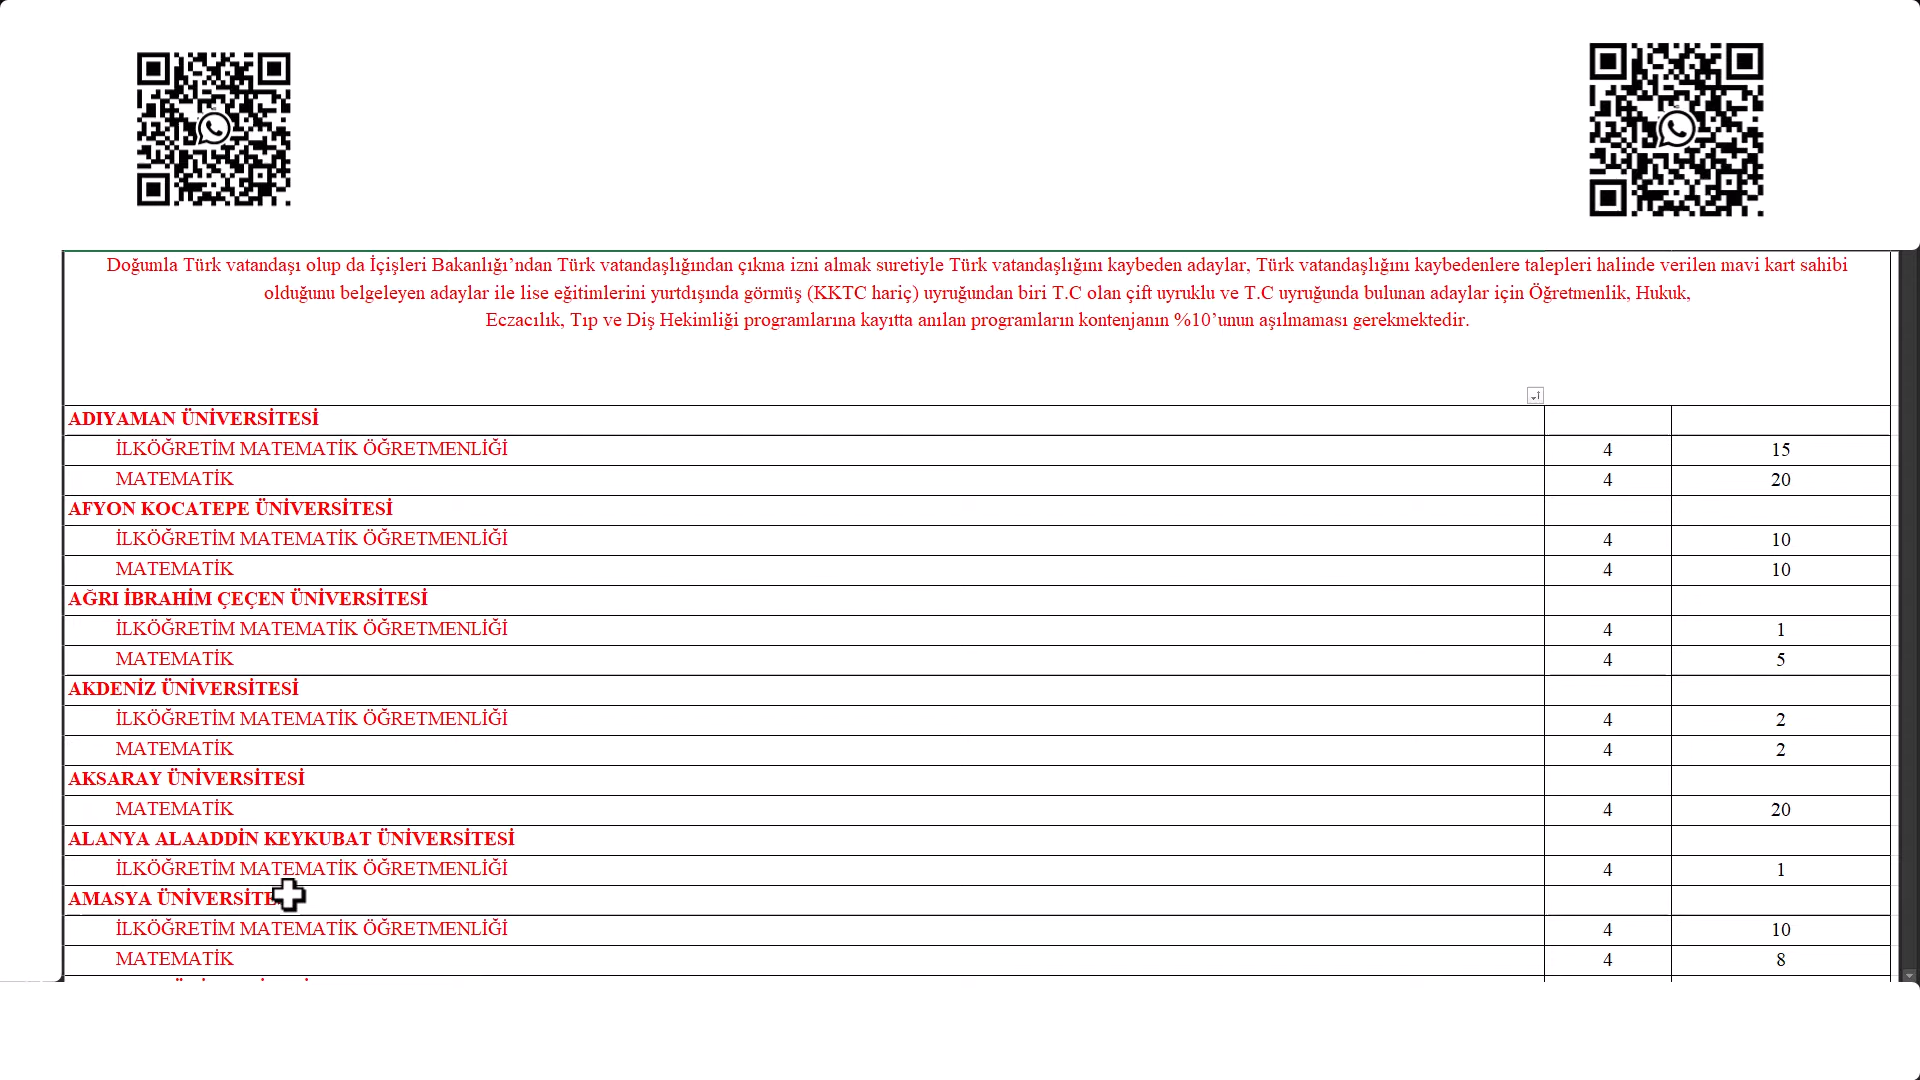 Doğumla Türk vatandaşı olup da İçişleri Bakanlığı’ndan Türk vatandaşlığından çıkma izni almak suretiyle Türk vatandaşlığını kaybeden adaylar, Türk vatandaşlığını kaybedenlere talepleri halinde verilen mavi kart sahibi
olduğunu belgeleyen adaylar ile lise eğitimlerini yurtdışında görmüş (KKTC hariç) uyruğundan biri T.C olan çift uyruklu ve T.C uyruğunda bulunan adaylar için Öğretmenlik, Hukuk,
Eczacılık, Tıp ve Diş Hekimliği programlarına kayıtta anılan programların kontenjanın %10’unun aşılmaması gerekmektedir.
ADIYAMAN ÜNİVERSİTESİ
İLKÖĞRETİM MATEMATİK ÖĞRETMENLİĞİ 4 15
MATEMATİK 4 20
AFYON KOCATEPE ÜNİVERSİTESİ
İLKÖĞRETİM MATEMATİK ÖĞRETMENLİĞİ 4 10
MATEMATİK 4 10
AĞRI İBRAHİM ÇEÇEN ÜNİVERSİTESİ
İLKÖĞRETİM MATEMATİK ÖĞRETMENLİĞİ 4 1
MATEMATİK 4 5
AKDENİZ ÜNİVERSİTESİ
İLKÖĞRETİM MATEMATİK ÖĞRETMENLİĞİ 4 2
MATEMATİK 4 2
AKSARAY ÜNİVERSİTESİ
MATEMATİK 4 20
ALANYA ALAADDİN KEYKUBAT ÜNİVERSİTESİ
İLKÖĞRETİM MATEMATİK ÖĞRETMENLİĞİ 4 1
AMASYA ÜNİVERSİTE
İLKÖĞRETİM MATEMATİK ÖĞRETMENLİĞİ 4 10
MATEMATİK 4 8